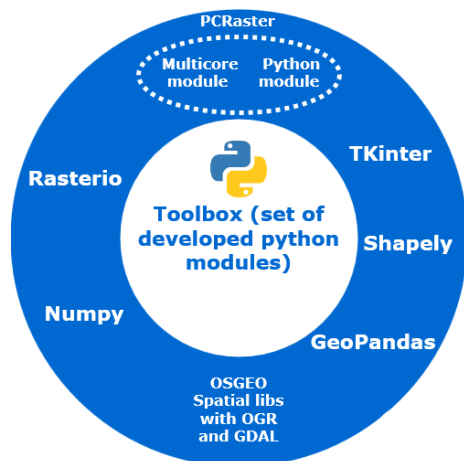 PCRaster
Multicore module
Python module
TKinter
Rasterio
Toolbox (set of
developed python
modules)
Shapely
Numpy
GeoPandas
OSGEO
Spatial libs
with OGR
and GDAL